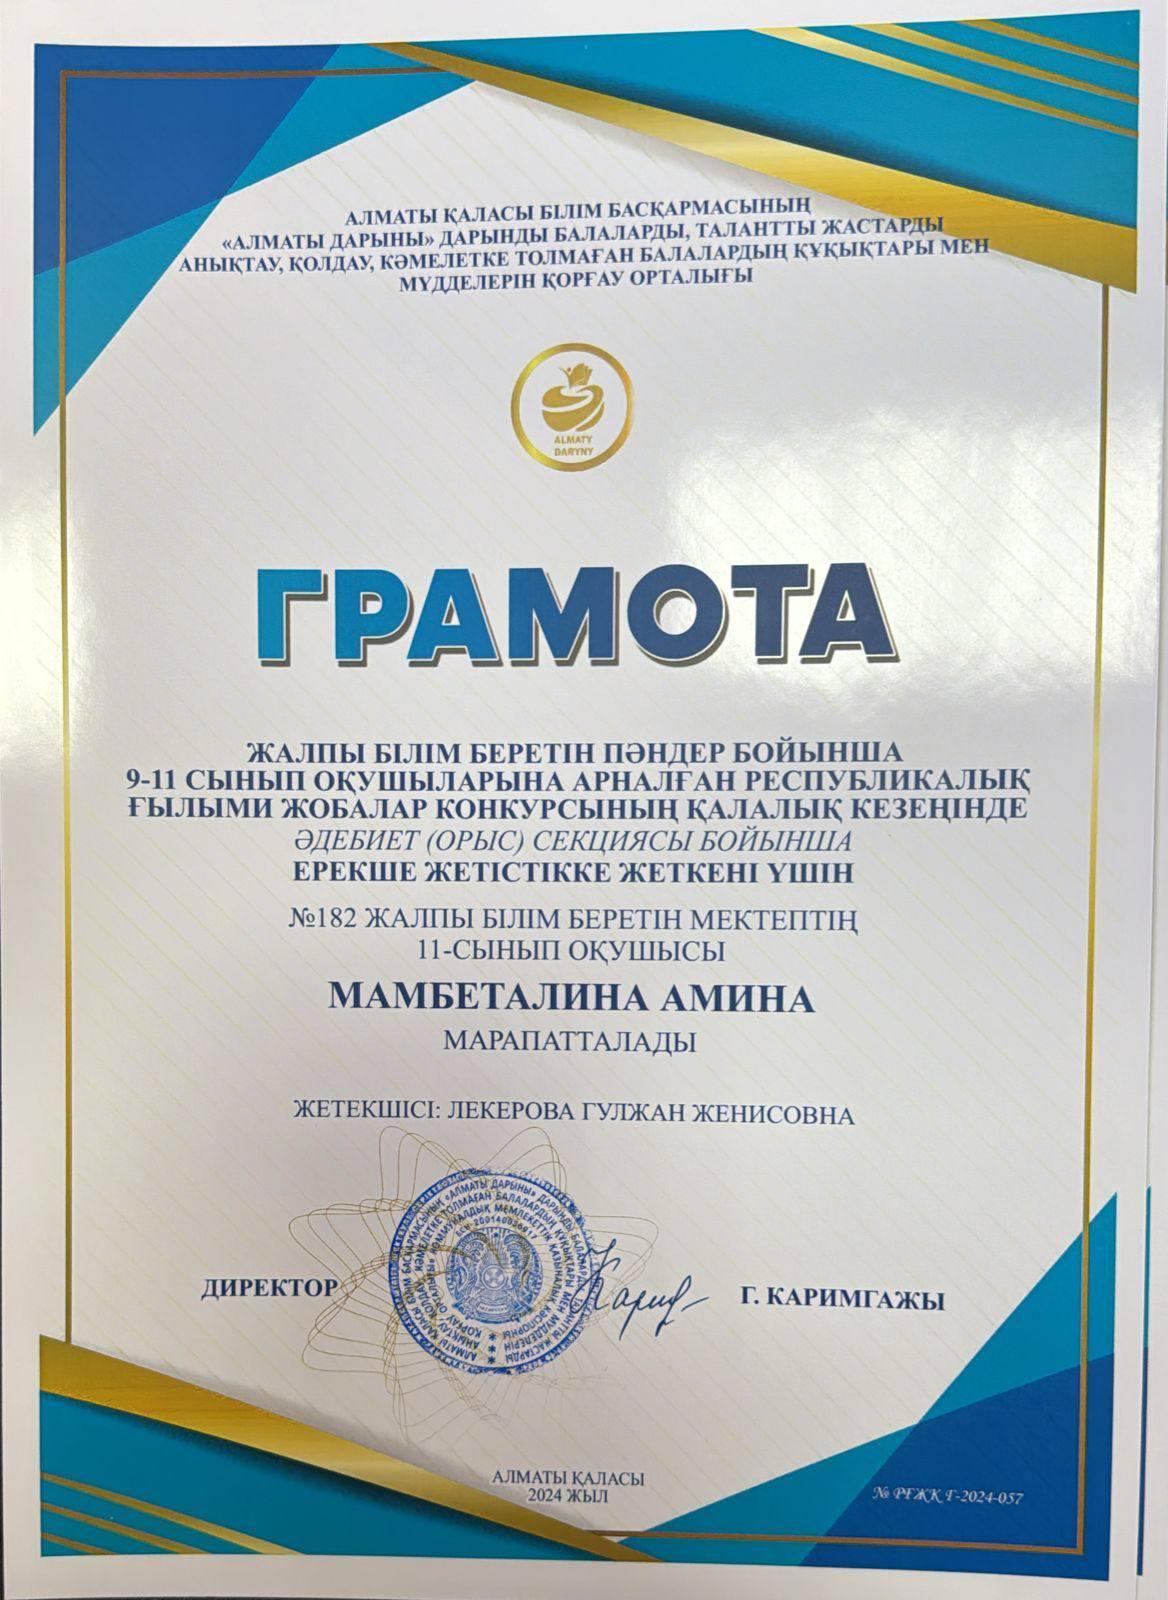 АЛМАТЫ ҚАЛАСЫ БІЛІМ БАСҚАРМАСЫНЫҢ
«АЛМАТЫ ДАРЫНЫ» ДАРЫНДЫ БАЛАЛАРДЫ, ТАЛАНТТЫ ЖАСТАРДЫ
АНЫҚТАУ, ҚОЛДАУ, КӘМЕЛЕТКЕ ТОЛМАҒАН БАЛАЛАРДЫҢ ҚҰҚЫҚТАРЫ МЕН
МҮДДЕЛЕРІН ҚОРҒАУ ОРТАЛЫҒЫ
ALMATY
DARYNY
ГРАМОТА
ЖАЛПЫ БІЛІМ БЕРЕТІН ПӘНДЕР БОЙЫНША
9-11 СЫНЫП ОҚУШЫЛАРЫНА АРНАЛҒАН РЕСПУБЛИКАЛЫҚ
ҒЫЛЫМИ ЖОБАЛАР КОНКУРСЫНЫҢ ҚАЛАЛЫҚ КЕЗЕҢІНДЕ
ӘДЕБИЕТ (ОРЫС) СЕКЦИЯСЫ БОЙЫНША
ЕРЕКШЕ ЖЕТІСТІККЕ ЖЕТКЕНІ ҮШІН
№182 ЖАЛПЫ БІЛІМ БЕРЕТІН МЕКТЕПТІҢ
11-СЫНЫП ОҚУШЫСЫ
МАМБЕТАЛИНА АМИНА
МАРАПАТТАЛАДЫ
ЖЕТЕКШІСІ: ЛЕКЕРОВА ГУЛЖАН ЖЕНИСОВНА
ДИРЕКТОР
Г. КАРИМГАЖЫ
АЛМАТЫ ҚАЛАСЫ
2024 ЖЫЛ
№ РҒЖК Г-2024-057